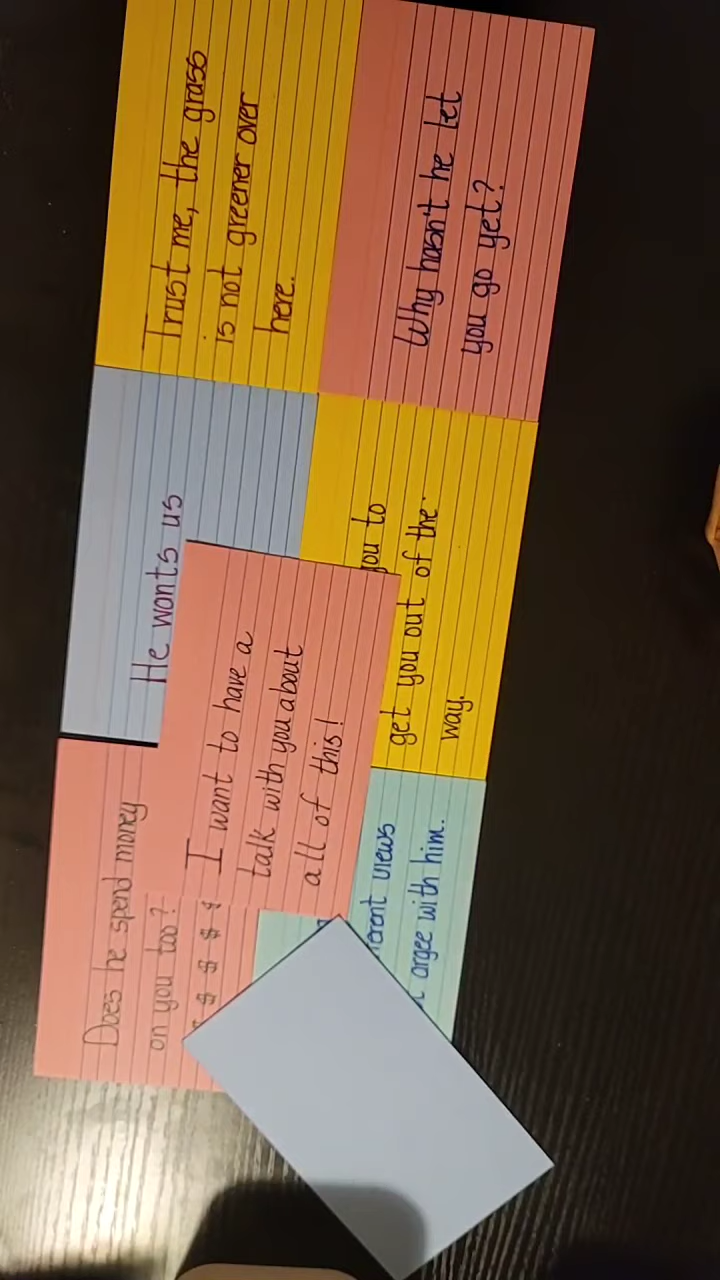 Does he spend money
on you too?
$ $ $ $ $
He wants us
Trust me, the grass
is not greener over
here.
I want to have a
talk with you about
all of this!
views
argee with him.
you to
get you out of the
way.
Why hasn't he let
you go yet?